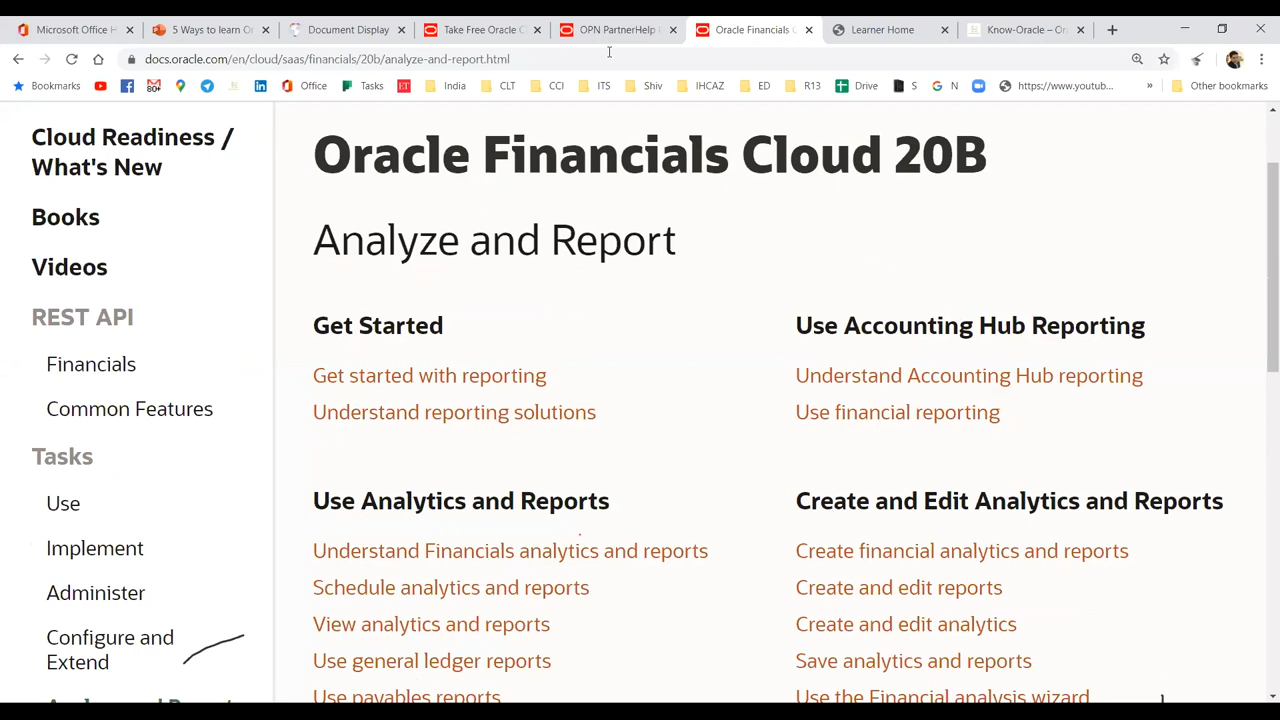 Microsoft Office H
5 Ways to learn Or
Document Display
Take Free Oracle C
OPN PartnerHelp
Oracle Financials C
Learner Home
Know-Oracle – Or
docs.oracle.com/en/cloud/saas/financials/20b/analyze-and-report.html
Bookmarks
Office
Tasks
India
CLT
CCI
ITS
Shiv
IHCAZ
ED
R13
Drive
S
N
https://www.youtub...
Other bookmarks
Cloud Readiness /
What's New
Books
Videos
REST API
Financials
Common Features
Tasks
Use
Implement
Administer
Configure and
Extend
Oracle Financials Cloud 20B
Analyze and Report
Get Started
Get started with reporting
Understand reporting solutions
Use Accounting Hub Reporting
Understand Accounting Hub reporting
Use financial reporting
Use Analytics and Reports
Understand Financials analytics and reports
Schedule analytics and reports
View analytics and reports
Use general ledger reports
Use payables reports
Create and Edit Analytics and Reports
Create financial analytics and reports
Create and edit reports
Create and edit analytics
Save analytics and reports
Use the Financial analysis wizard